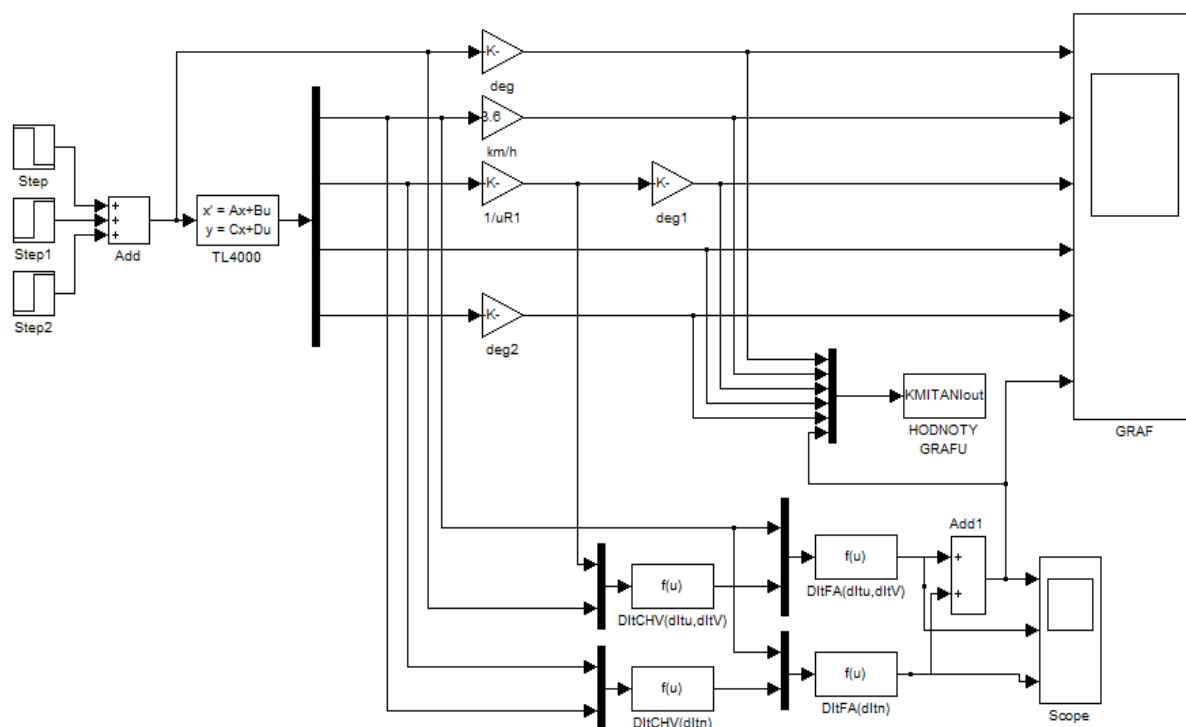 -K-
deg
3.6
km/h
Step
-K-
1/uR1
-K-
deg1
+
+
+
Add
Step1
x' = Ax+Bu
y = Cx+Du
TL4000
Step2
-K-
deg2
KMITANIout
HODNOTY
GRAFU
GRAF
Add1
+
+
f(u)
DltCHV(dltu,dltV)
f(u)
DltFA(dltu,dltV)
f(u)
DltCHV(dltn)
f(u)
DltFA(dltn)
Scope